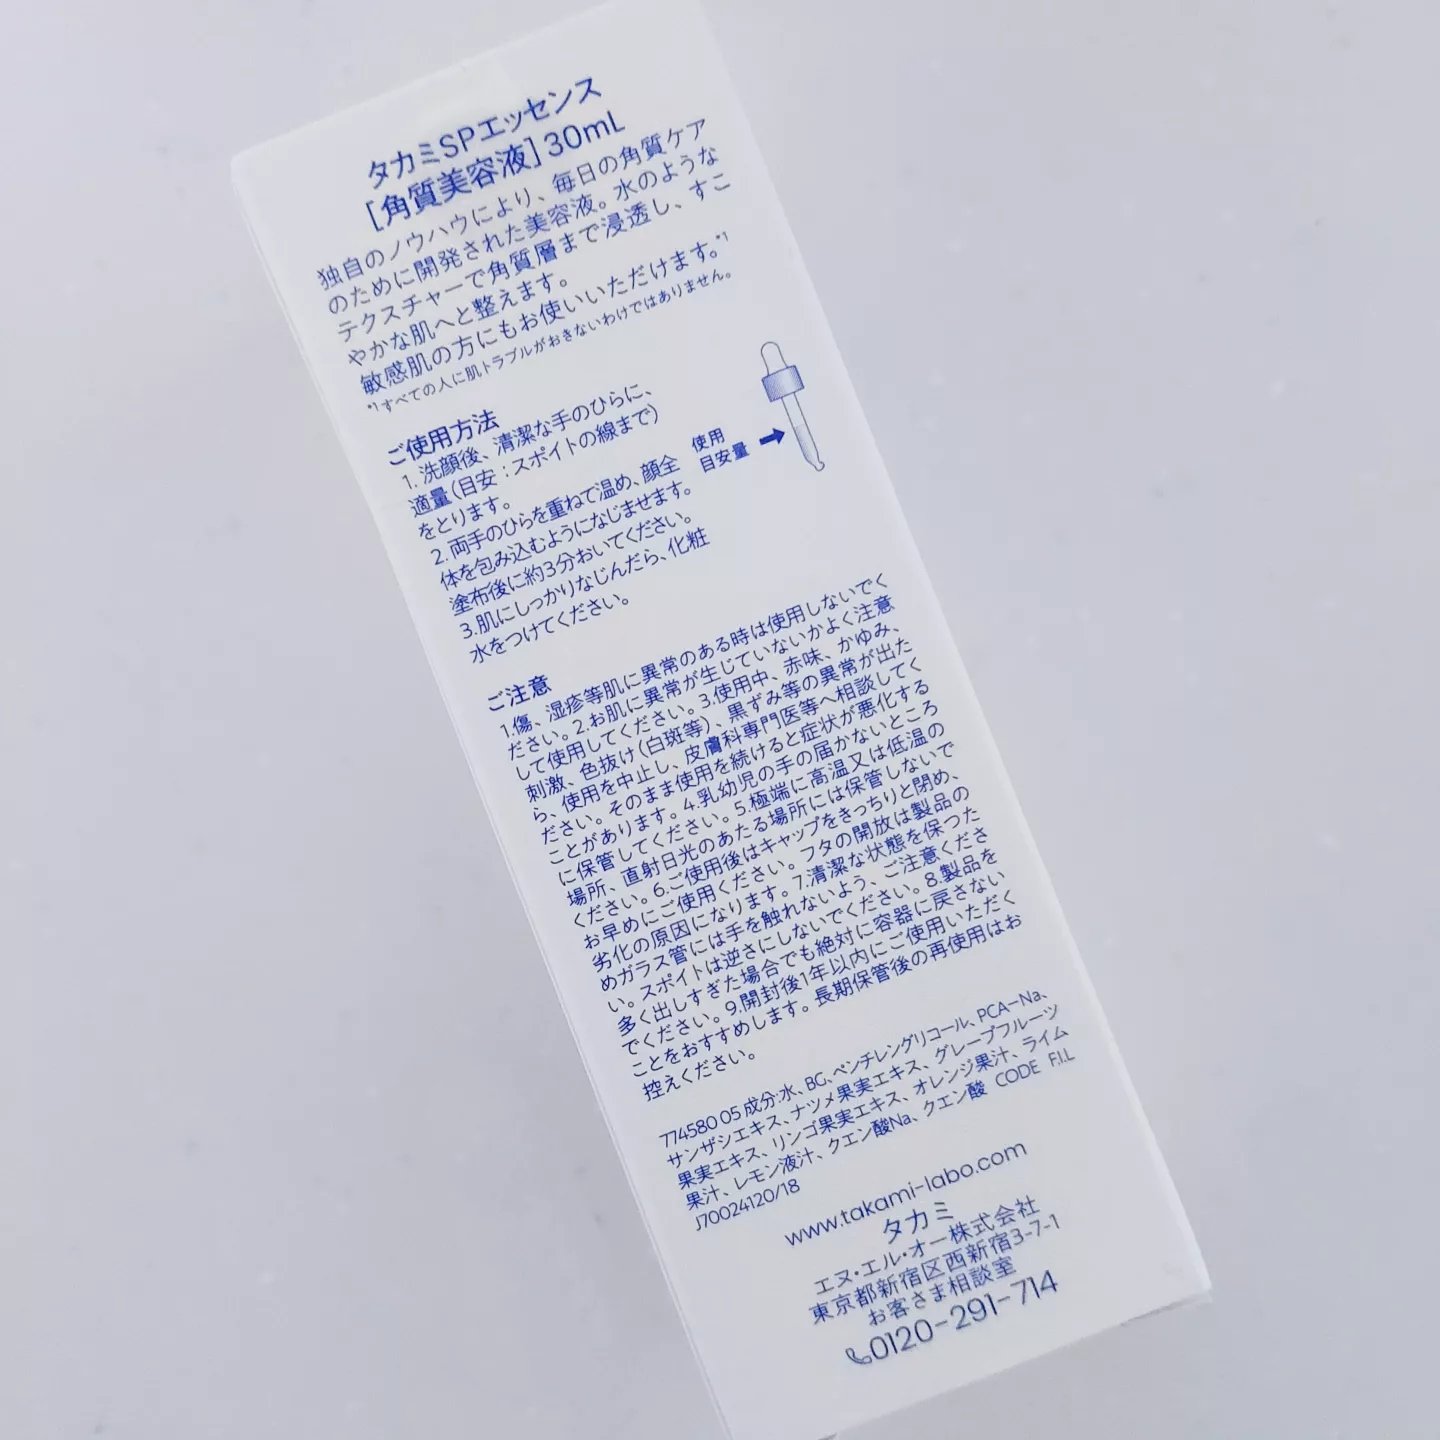 タカミSPエッセンス
[角質美容液]30mL
独自のノウハウにより、毎日の角質ケア
のために開発された美容液。水のような
テクスチャーで角質層まで浸透し、すこ
やかな肌へと整えます。
敏感肌の方にもお使いいただけます。*1
*1すべての人に肌トラブルがおきないわけではありません。
ご使用方法
1. 洗顔後、清潔な手のひらに、
適量(目安:スポイトの線まで)
をとります。
2. 両手のひらを重ねて温め、顔全
体を包み込むようになじませます。
塗布後に約3分おいてください。
3.肌にしっかりなじんだら、化粧
水をつけてください。
使用
目安量
ご注意
1.傷、湿疹等肌に異常のある時は使用しないでく
ださい。2.お肌に異常が生じていないかよく注意
して使用してください。3.使用中、赤味、かゆみ、
刺激、色抜け(白斑等)、黒ずみ等の異常が出た
ら、使用を中止し、皮膚科専門医等へ相談してく
ださい。そのまま使用を続けると症状が悪化する
ことがあります。4.乳幼児の手の届かないところ
に保管してください。5.極端に高温又は低温の
場所、直射日光のあたる場所には保管しないで
ください。6.ご使用後はキャップをきっちりと閉め、
お早めにご使用ください。フタの開放は製品の
劣化の原因になります。7.清潔な状態を保つた
めガラス管には手を触れないよう、ご注意くださ
い。スポイトは逆さにしないでください。8.製品を
多く出しすぎた場合でも絶対に容器に戻さない
でください。9.開封後1年以内にご使用いただく
ことをおすすめします。長期保管後の再使用はお
控えください。
774580 05 成分:水、BG、ペンチレングリコール、PCA-Na、
サンザシエキス、ナツメ果実エキス、グレープフルーツ
果実エキス、リンゴ果実エキス、オレンジ果汁、ライム
果汁、レモン液汁、クエン酸Na、クエン酸 CODE F.I.L
J70024120/18
www.takami-labo.com
タカミ
エヌ・エル・オー株式会社
東京都新宿区西新宿3-7-1
お客さま相談室
0120-291-714